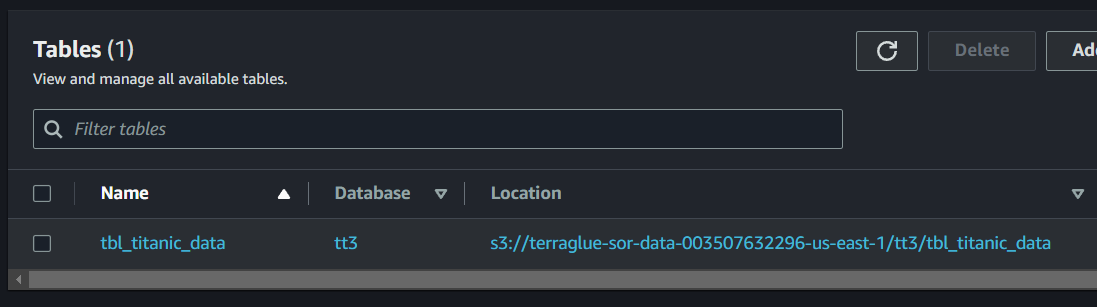 Tables (1)
View and manage all available tables.
Delete
Filter tables
Name Database Location
tbl_titanic_data tt3 s3://terraglue-sor-data-003507632296-us-east-1/tt3/tbl_titanic_data